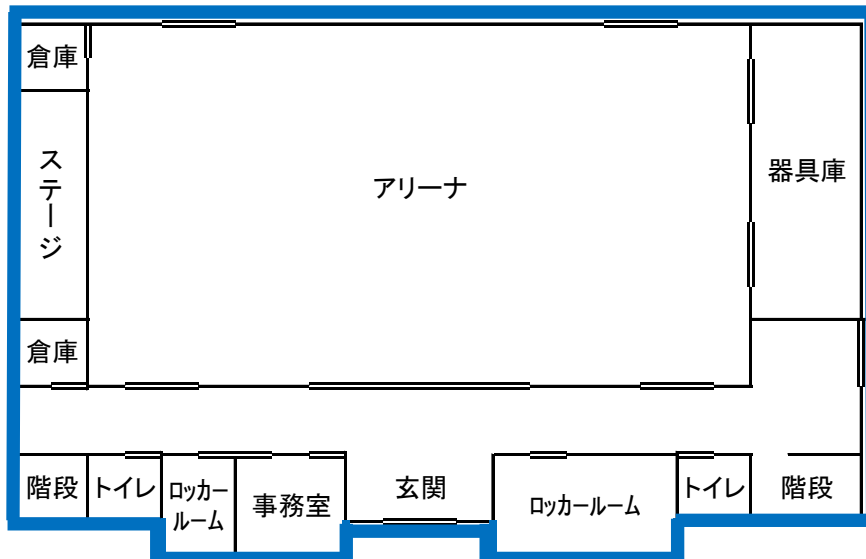 倉庫
ステージ
アリーナ
器具庫
倉庫
階段
トイレ
ロッカー
ルーム
事務室
玄関
ロッカールーム
トイレ
階段